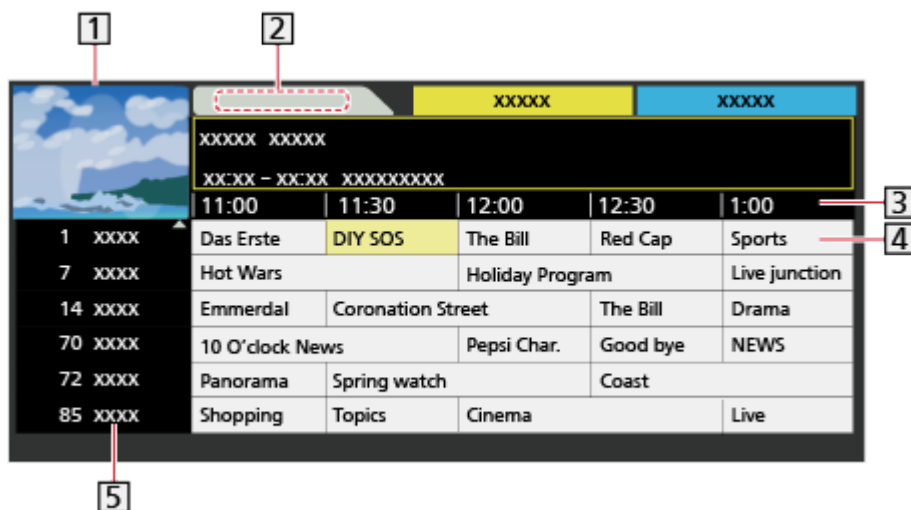 1 2
xxxxx xxxxx
xxxxx xxxxx
xx:xx – xx:xx xxxxxxxxx
11:00 11:30 12:00 12:30 1:00 3
1 xxxx Das Erste DIY SOS The Bill Red Cap Sports 4
7 xxxx Hot Wars Holiday Program Live junction
14 xxxx Emmerdal Coronation Street The Bill Drama
70 xxxx 10 O'clock News Pepsi Char. Good bye NEWS
72 xxxx Panorama Spring watch Coast
85 xxxx Shopping Topics Cinema Live
5